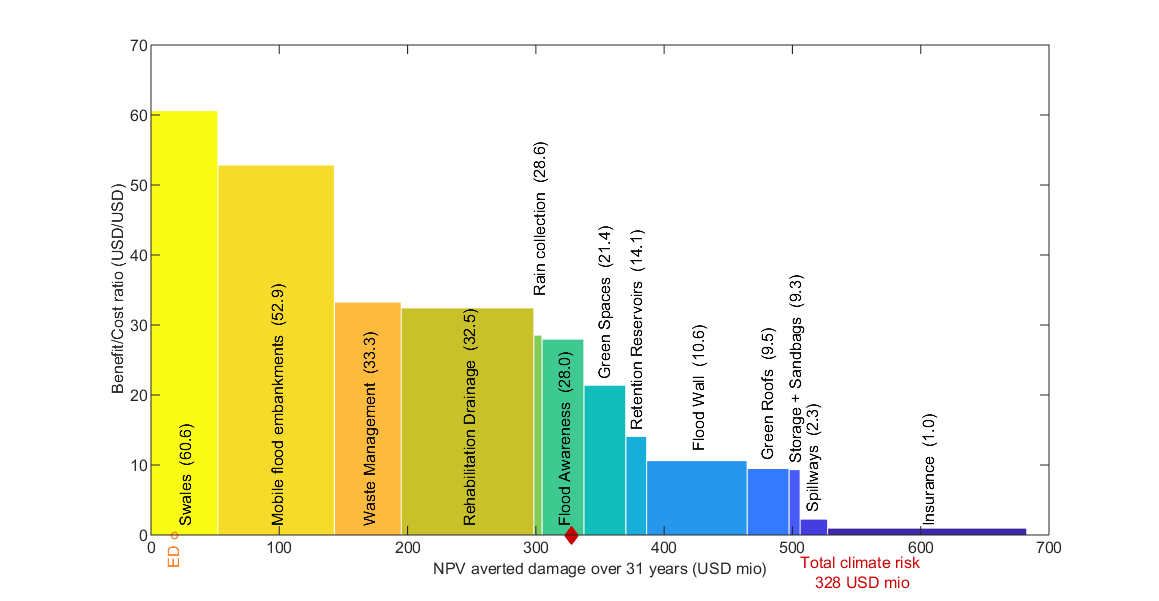 70
60
50
40
30
20
10
0
Benefit/Cost ratio (USD/USD)
Swales (60.6)
Mobile flood embankments (52.9)
Waste Management (33.3)
Rehabilitation Drainage (32.5)
Rain collection (28.6)
Flood Awareness (28.0)
Green Spaces (21.4)
Retention Reservoirs (14.1)
Flood Wall (10.6)
Green Roofs (9.5)
Storage + Sandbags (9.3)
Spillways (2.3)
Insurance (1.0)
0 100 200 300 400 500 600 700
ED
NPV averted damage over 31 years (USD mio)
Total climate risk
328 USD mio